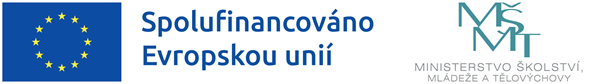 Spolufinancováno
Evropskou unií
MŠMT
MINISTERSTVO ŠKOLSTVÍ,
MLÁDEŽE A TĚLOVÝCHOVY